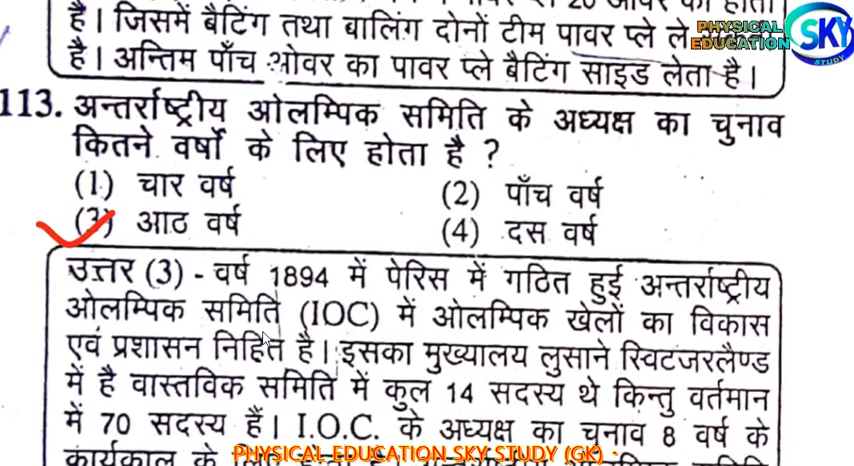 है। जिसमें बैटिंग तथा बालिंग दोनों टीम पावर प्ले ले
है। अन्तिम पाँच ओवर का पावर प्ले बैटिंग साइड लेता है।
PHYSICAL
EDUCATION
SKY
STUDY
113. अन्तर्राष्ट्रीय ओलम्पिक समिति के अध्यक्ष का चुनाव
कितने वर्षों के लिए होता है ?
(1) चार वर्ष (2) पाँच वर्ष
(3) आठ वर्ष (4) दस वर्ष
उत्तर (3) - वर्ष 1894 में पेरिस में गठित हुई अन्तर्राष्ट्रीय
ओलम्पिक समिति (IOC) में ओलम्पिक खेलों का विकास
एवं प्रशासन निहित है। इसका मुख्यालय लुसाने स्विटजरलैण्ड
में है वास्तविक समिति में कुल 14 सदस्य थे किन्तु वर्तमान
में 70 सदस्य हैं। I.O.C. के अध्यक्ष का चुनाव 8 वर्ष के
कार्यकाल के
PHYSICAL EDUCATION SKY STUDY (GK)